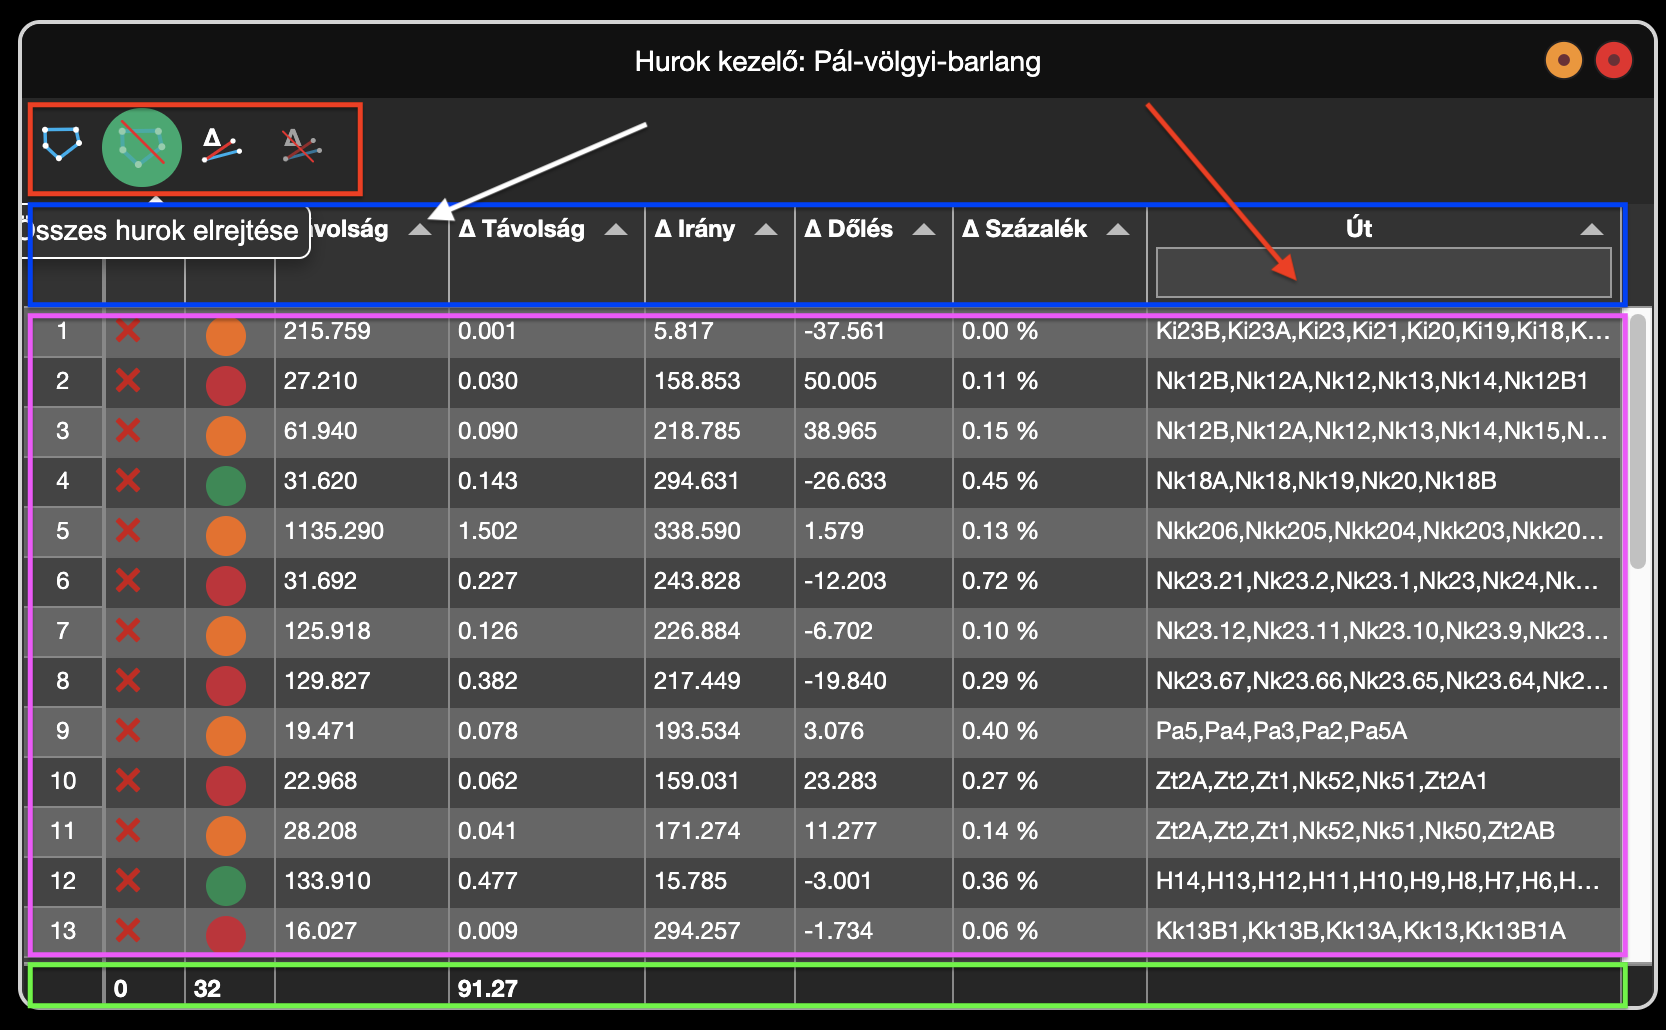 Hurok kezelő: Pál-völgyi-barlang
Δ Δ
Összes hurok elrejtése
volság Δ Távolság Δ Irány Δ Dőlés Δ Százalék Út
1 215.759 0.001 5.817 -37.561 0.00 % Ki23B,Ki23A,Ki23,Ki21,Ki20,Ki19,Ki18,K...
2 27.210 0.030 158.853 50.005 0.11 % Nk12B,Nk12A,Nk12,Nk13,Nk14,Nk12B1
3 61.940 0.090 218.785 38.965 0.15 % Nk12B,Nk12A,Nk12,Nk13,Nk14,Nk15,N...
4 31.620 0.143 294.631 -26.633 0.45 % Nk18A,Nk18,Nk19,Nk20,Nk18B
5 1135.290 1.502 338.590 1.579 0.13 % Nkk206,Nkk205,Nkk204,Nkk203,Nkk20...
6 31.692 0.227 243.828 -12.203 0.72 % Nk23.21,Nk23.2,Nk23.1,Nk23,Nk24,Nk...
7 125.918 0.126 226.884 -6.702 0.10 % Nk23.12,Nk23.11,Nk23.10,Nk23.9,Nk23...
8 129.827 0.382 217.449 -19.840 0.29 % Nk23.67,Nk23.66,Nk23.65,Nk23.64,Nk2...
9 19.471 0.078 193.534 3.076 0.40 % Pa5,Pa4,Pa3,Pa2,Pa5A
10 22.968 0.062 159.031 23.283 0.27 % Zt2A,Zt2,Zt1,Nk52,Nk51,Zt2A1
11 28.208 0.041 171.274 11.277 0.14 % Zt2A,Zt2,Zt1,Nk52,Nk51,Nk50,Zt2AB
12 133.910 0.477 15.785 -3.001 0.36 % H14,H13,H12,H11,H10,H9,H8,H7,H6,H...
13 16.027 0.009 294.257 -1.734 0.06 % Kk13B1,Kk13B,Kk13A,Kk13,Kk13B1A
0 32 91.27